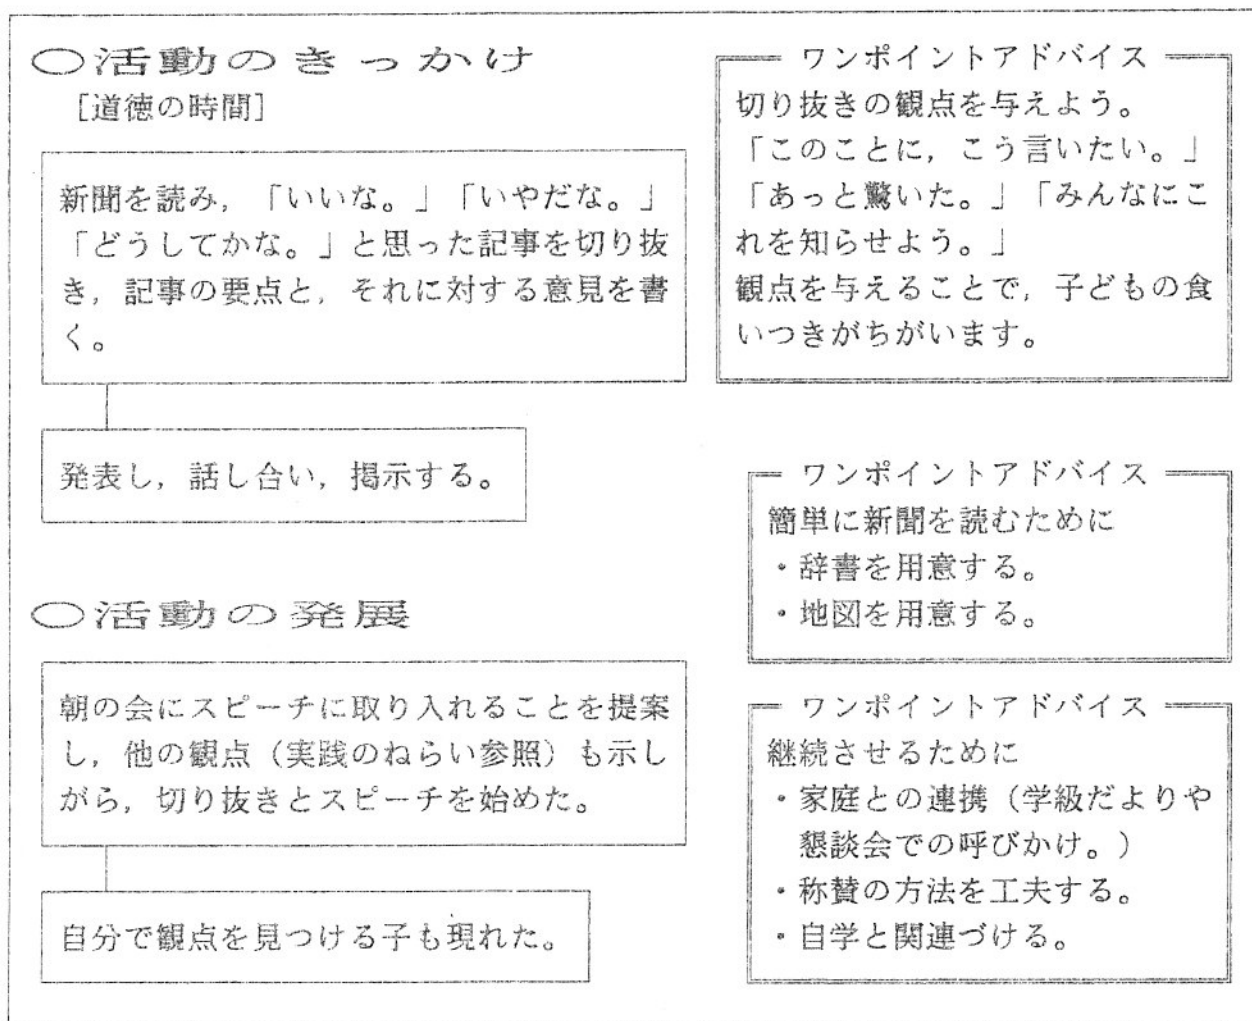 ○活動のきっかけ
[道徳の時間]
新聞を読み，「いいな。」「いやだな。」
「どうしてかな。」と思った記事を切り抜
き，記事の要点と，それに対する意見を書
く。
発表し，話し合い，掲示する。
○活動の発展
朝の会にスピーチに取り入れることを提案
し，他の観点（実践のねらい参照）も示し
がら，切り抜きとスピーチを始めた。
自分で観点を見つける子も現れた。
ワンポイントアドバイス
切り抜きの観点を与えよう。
「このことに，こう言いたい。」
「あっと驚いた。」「みんなにこ
れを知らせよう。」
観点を与えることで，子どもの食
いつきがちがいます。
ワンポイントアドバイス
簡単に新聞を読むために
・辞書を用意する。
・地図を用意する。
ワンポイントアドバイス
継続させるために
・家庭との連携（学級だよりや
懇談会での呼びかけ。）
・称賛の方法を工夫する。
・自学と関連づける。